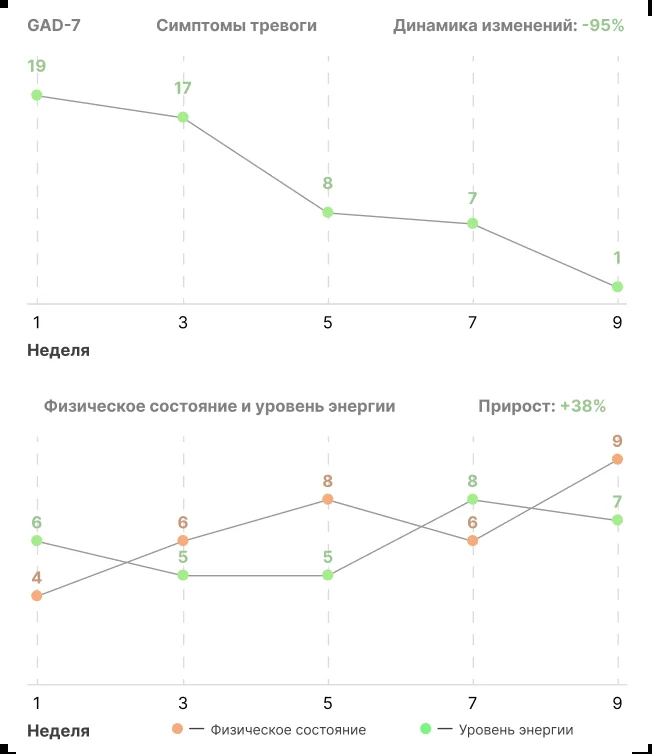 GAD-7 Симптомы тревоги Динамика изменений: -95%
19
17
8
7
1
1 3 5 7 9
Неделя
Физическое состояние и уровень энергии Прирост: +38%
9
8 8
7
6 6 6
5 5
4
1 3 5 7 9
Неделя — Физическое состояние — Уровень энергии